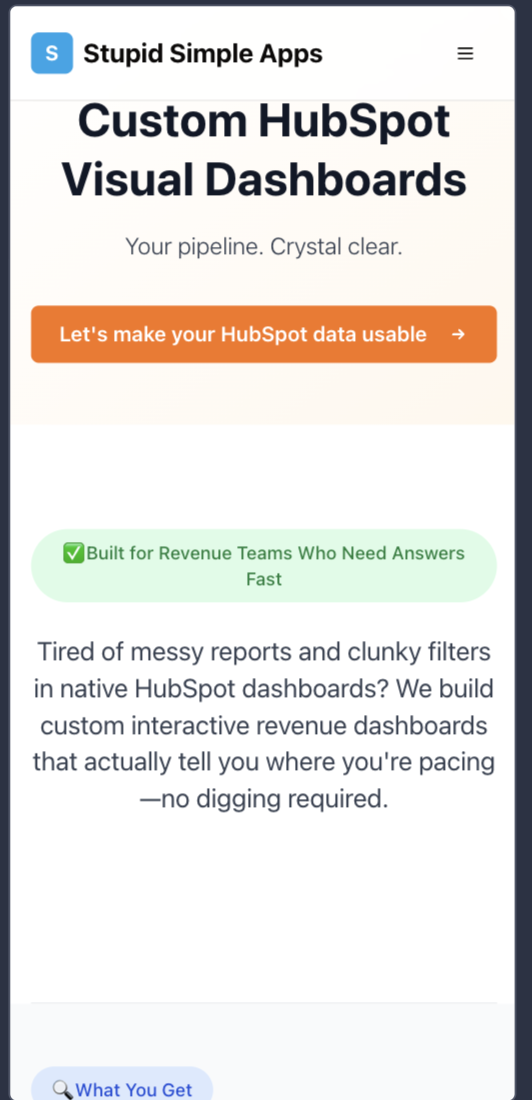 S Stupid Simple Apps
Custom HubSpot
Visual Dashboards
Your pipeline. Crystal clear.
Let's make your HubSpot data usable →
✅Built for Revenue Teams Who Need Answers
Fast
Tired of messy reports and clunky filters
in native HubSpot dashboards? We build
custom interactive revenue dashboards
that actually tell you where you're pacing
—no digging required.
🔍What You Get